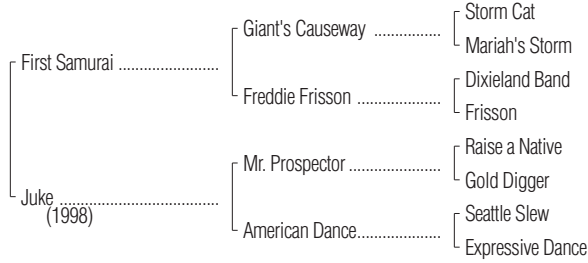 Storm Cat
Giant's Causeway ................
Mariah's Storm
First Samurai ........................
Dixieland Band
Freddie Frisson ....................
Frisson
Raise a Native
Mr. Prospector ......................
Gold Digger
Juke ......................................
(1998)
Seattle Slew
American Dance....................
Expressive Dance